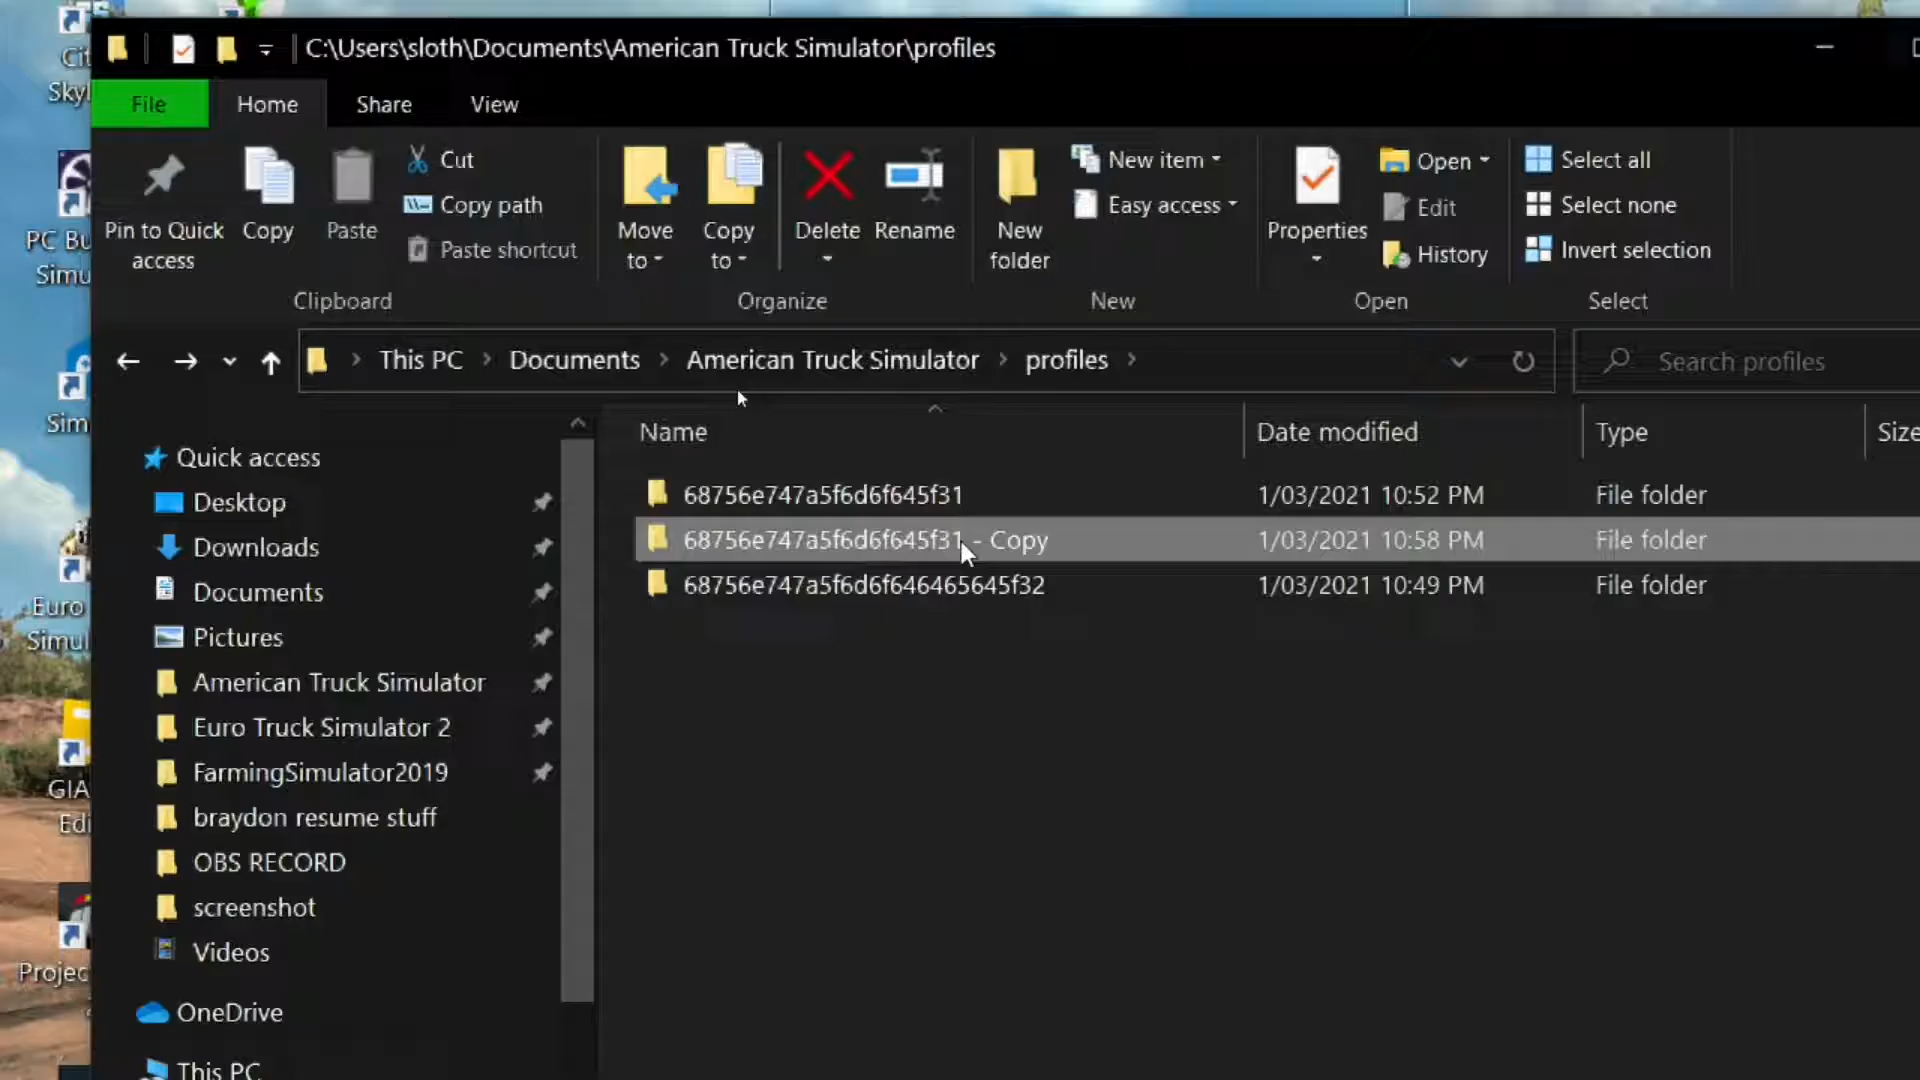 C:\Users\sloth\Documents\American Truck Simulator\profiles
File Home Share View
Pin to Quick access
Copy
Paste
Cut
Copy path
Paste shortcut
Move to
Copy to
Delete
Rename
New folder
New item
Easy access
Properties
Open
Edit
History
Select all
Select none
Invert selection
Clipboard Organize New Open Select
This PC Documents American Truck Simulator profiles
Search profiles
Name Date modified Type Size
68756e747a5f6d6f645f31 1/03/2021 10:52 PM File folder
68756e747a5f6d6f645f31 - Copy 1/03/2021 10:58 PM File folder
68756e747a5f6d6f646465645f32 1/03/2021 10:49 PM File folder
Quick access
Desktop
Downloads
Documents
Pictures
American Truck Simulator
Euro Truck Simulator 2
FarmingSimulator2019
braydon resume stuff
OBS RECORD
screenshot
Videos
OneDrive
This PC
Cit
Skyl
PC Bu
Simu
Sim
Euro
Simul
GIA
Edi
Projec